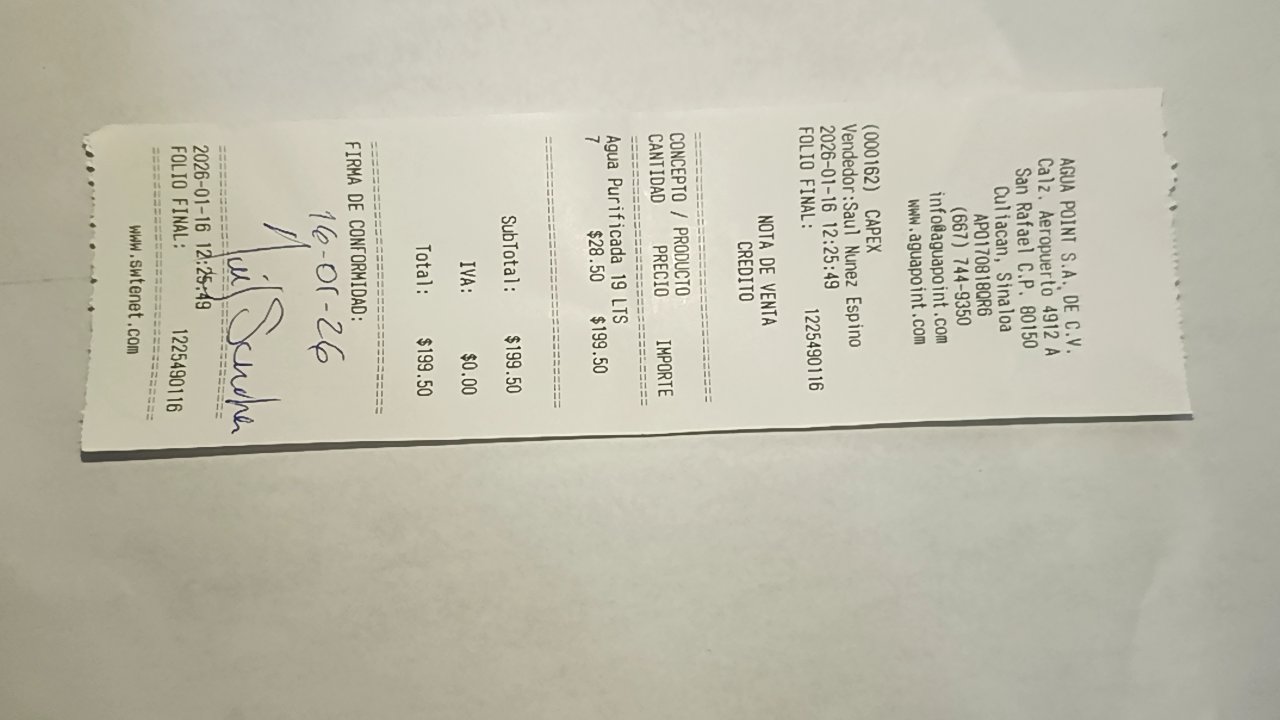 AGUA POINT S.A. DE C.V.
Calz. Aeropuerto 4912 A
San Rafael C.P. 80150
Culiacan, Sinaloa
APO170818QR6
(667) 744-9350
info@aguapoint.com
www.aguapoint.com
(000162) CAPEX
Vendedor:Saul Nunez Espino
2026-01-16 12:25:49
FOLIO FINAL: 1225490116
NOTA DE VENTA
CREDITO
CONCEPTO / PRODUCTO
CANTIDAD PRECIO IMPORTE
Agua Purificada 19 LTS
7 $28.50 $199.50
SubTotal: $199.50
IVA: $0.00
Total: $199.50
FIRMA DE CONFORMIDAD:
16-01-26
2026-01-16 12:25:49
FOLIO FINAL: 1225490116
www.swtenet.com